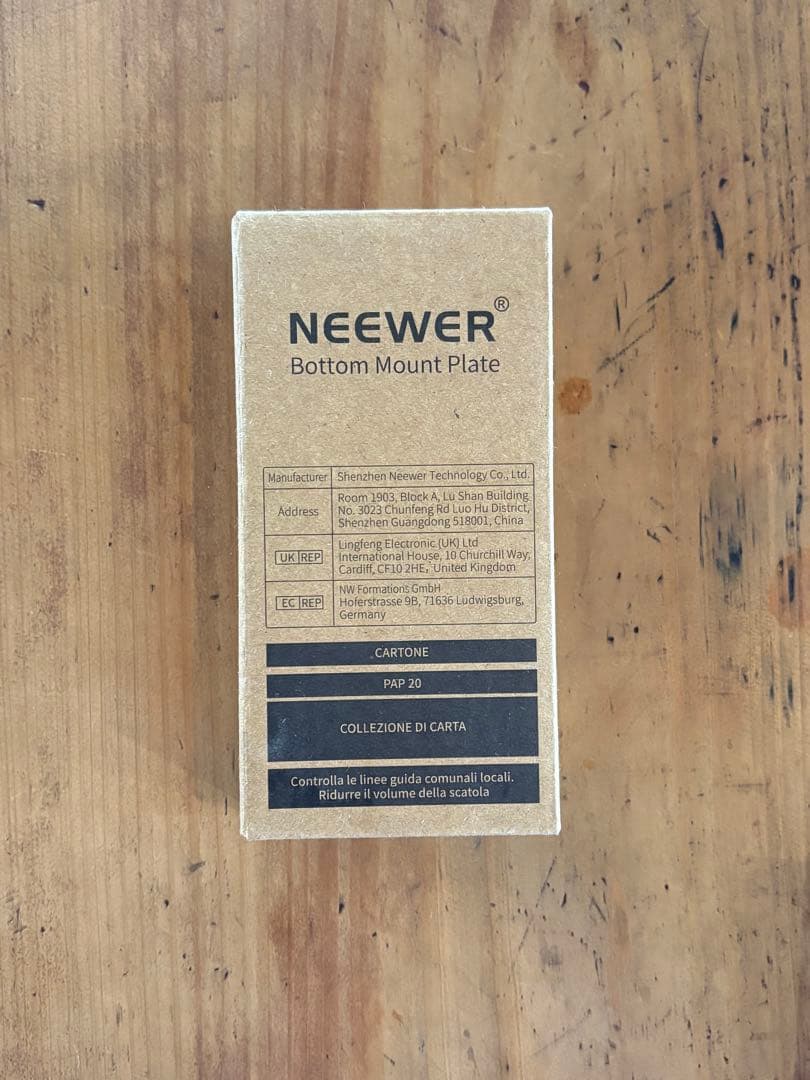 NEEWER®
Bottom Mount Plate
Manufacturer Shenzhen Neewer Technology Co., Ltd.
Address Room 1903, Block A, Lu Shan Building
No. 3023 Chunfeng Rd Luo Hu District,
Shenzhen Guangdong 518001, China
UK REP Lingfeng Electronic (UK) Ltd
International House, 10 Churchill Way,
Cardiff, CF10 2HE, United Kingdom
EC REP NW Formations GmbH
Hoferstrasse 9B, 71636 Ludwigsburg,
Germany
CARTONE
PAP 20
COLLEZIONE DI CARTA
Controlla le linee guida comunali locali.
Ridurre il volume della scatola